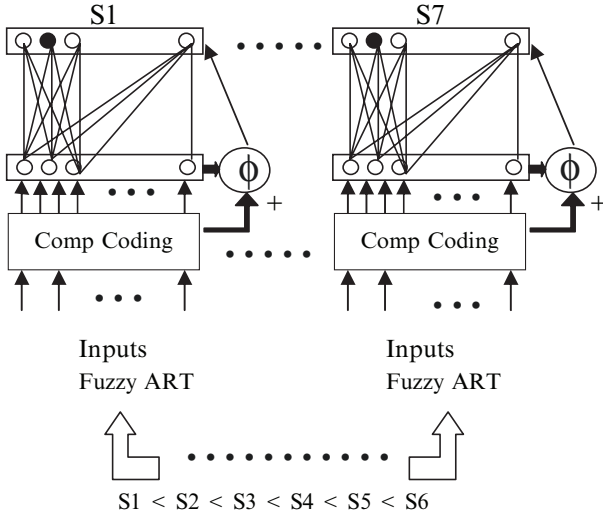 S1 S7
ϕ ϕ
+ +
Comp Coding Comp Coding
Inputs Inputs
Fuzzy ART Fuzzy ART
S1 < S2 < S3 < S4 < S5 < S6